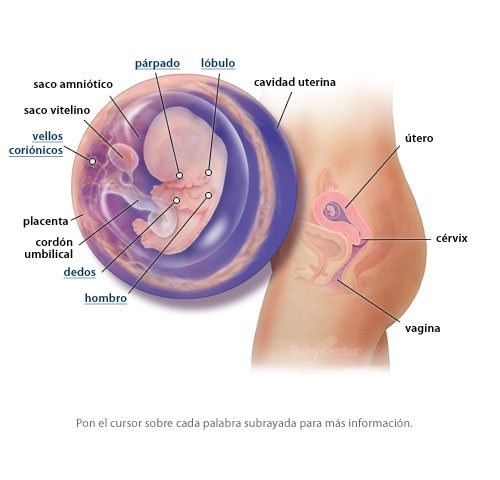 párpado
lóbulo
saco amniótico
cavidad uterina
saco vitelino
vellos
coriónicos
útero
placenta
cordón
umbilical
cérvix
dedos
hombro
vagina
BabyCenter
Pon el cursor sobre cada palabra subrayada para más información.